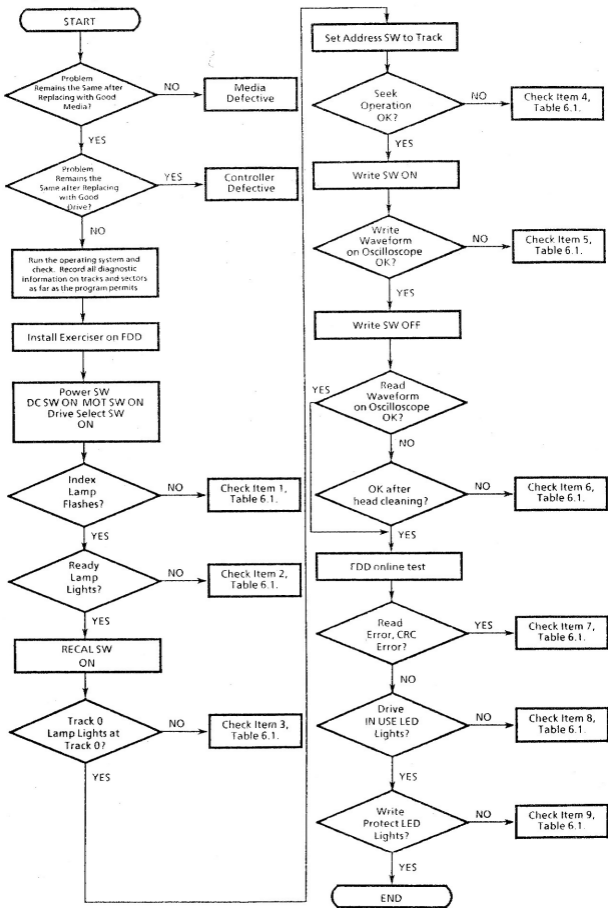 START
Problem
Remains the Same after
Replacing with Good
Media?
NO
Media
Defective
YES
Problem
Remains the
Same after Replacing
with Good
Drive?
YES
Controller
Defective
NO
Run the operating system and
check. Record all diagnostic
information on tracks and sectors
as far as the program permits
Install Exerciser on FDD
Power SW
DC SW ON MOT SW ON
Drive Select SW
ON
Index
Lamp
Flashes?
NO
Check Item 1,
Table 6.1.
YES
Ready
Lamp
Lights?
NO
Check Item 2,
Table 6.1.
YES
RECAL SW
ON
Track 0
Lamp Lights at
Track 0?
NO
Check Item 3,
Table 6.1.
YES
Set Address SW to Track
Seek
Operation
OK?
NO
Check Item 4,
Table 6.1.
YES
Write SW ON
Write
Waveform
on Oscilloscope
OK?
NO
Check Item 5,
Table 6.1.
YES
Write SW OFF
YES
Read
Waveform
on Oscilloscope
OK?
NO
OK after
head cleaning?
NO
Check Item 6,
Table 6.1.
YES
FDD online test
Read
Error, CRC
Error?
YES
Check Item 7,
Table 6.1.
NO
Drive
IN USE LED
Lights?
NO
Check Item 8,
Table 6.1.
YES
Write
Protect LED
Lights?
NO
Check Item 9,
Table 6.1.
YES
END